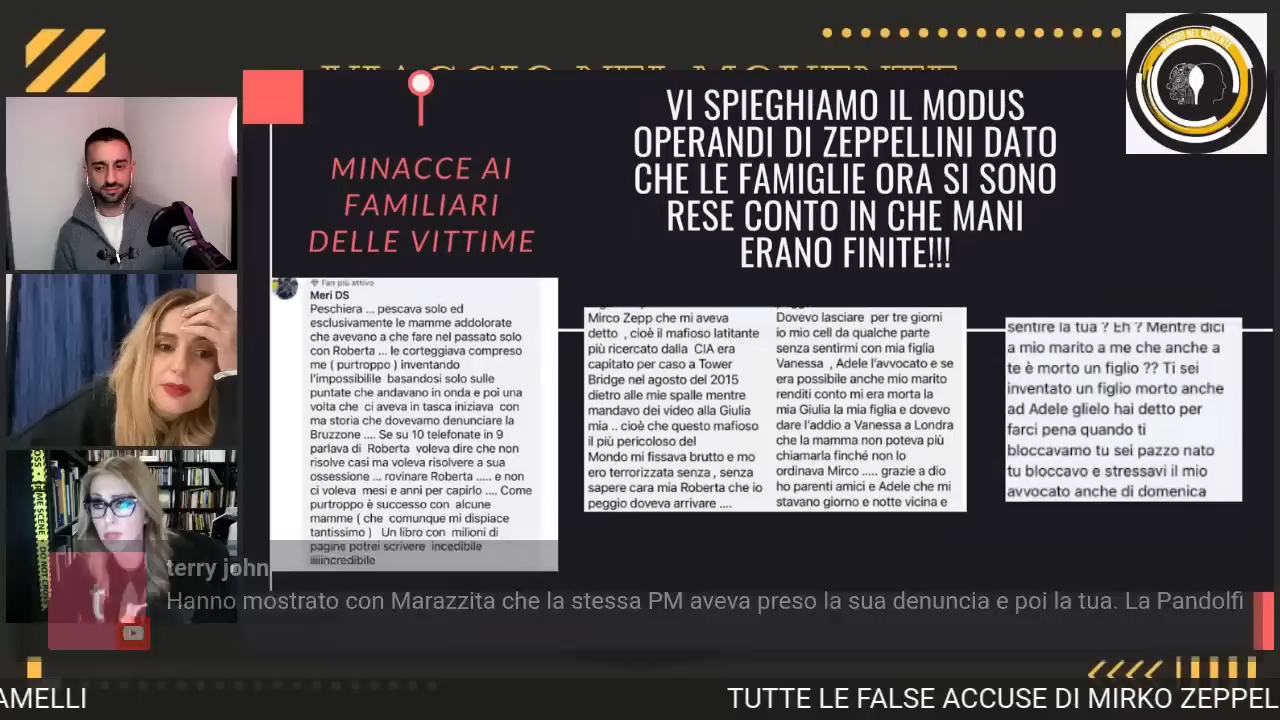 VIAGGIO NEL MOVENTE
VIAGGIO NEL MOVENTE
VI SPIEGHIAMO IL MODUS
OPERANDI DI ZEPPELLINI DATO
CHE LE FAMIGLIE ORA SI SONO
RESE CONTO IN CHE MANI
ERANO FINITE!!!
MINACCE AI
FAMILIARI
DELLE VITTIME
Fan più attivo
Meri DS
Peschiera ... pescava solo ed
esclusivamente le mamme addolorate
che avevano a che fare nel passato solo
con Roberta ... le corteggiava compreso
me ( purtroppo ) inventando
l'impossibilile basandosi solo sulle
puntate che andavano in onda e poi una
volta che ci aveva in tasca iniziava con
ma storia che dovevamo denunciare la
Bruzzone .... Se su 10 telefonate in 9
parlava di Roberta voleva dire che non
risolve casi ma voleva risolvere a sua
ossessione ... rovinare Roberta ..... e non
ci voleva mesi e anni per capirlo .... Come
purtroppo è successo con alcune
mamme ( che comunque mi dispiace
tantissimo ) Un libro con milioni di
pagine potrei scrivere incedibile
iiiiiincredibile
Mirco Zepp che mi aveva
detto , cioè il mafioso latitante
più ricercato dalla CIA era
capitato per caso a Tower
Bridge nel agosto del 2015
dietro alle mie spalle mentre
mandavo dei video alla Giulia
mia .. cioè che questo mafioso
il più pericoloso del
Mondo mi fissava brutto e mo
ero terrorizzata senza , senza
sapere cara mia Roberta che io
peggio doveva arrivare ....
Dovevo lasciare per tre giorni
io mio cell da qualche parte
senza sentirmi con mia figlia
Vanessa , Adele l'avvocato e se
era possibile anche mio marito
renditi conto mi era morta la
mia Giulia la mia figlia e dovevo
dare l'addio a Vanessa a Londra
che la mamma non poteva più
chiamarla finché non lo
ordinava Mirco ..... grazie a dio
ho parenti amici e Adele che mi
stavano giorno e notte vicina e
sentire la tua ? Eh ? Mentre dici
a mio marito a me che anche a
te è morto un figlio ?? Ti sei
inventato un figlio morto anche
ad Adele glielo hai detto per
farci pena quando ti
bloccavamo tu sei pazzo nato
tu bloccavo e stressavi il mio
avvocato anche di domenica
terry john
Hanno mostrato con Marazzita che la stessa PM aveva preso la sua denuncia e poi la tua. La Pandolfi
t
AMELLI
TUTTE LE FALSE ACCUSE DI MIRKO ZEPPEL